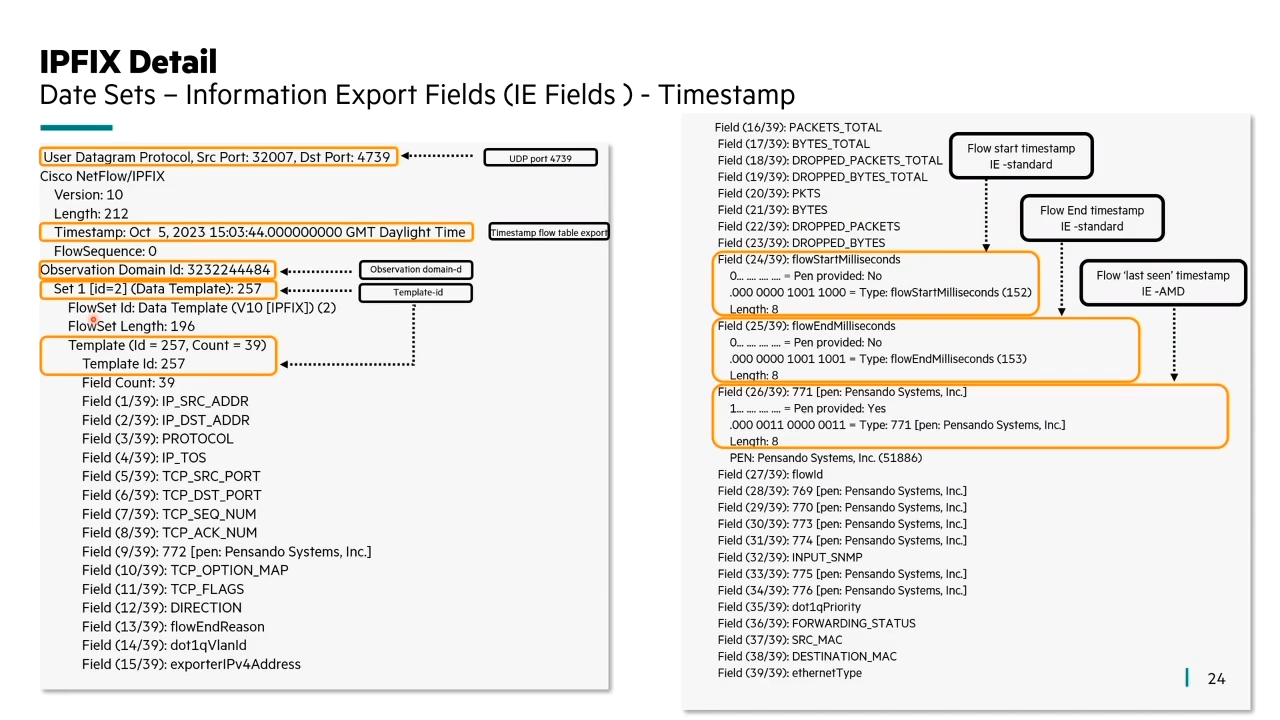 IPFIX Detail
Date Sets – Information Export Fields (IE Fields ) - Timestamp
User Datagram Protocol, Src Port: 32007, Dst Port: 4739
UDP port 4739
Cisco NetFlow/IPFIX
Version: 10
Length: 212
Timestamp: Oct  5, 2023 15:03:44.000000000 GMT Daylight Time
Timestamp flow table export
FlowSequence: 0
Observation Domain Id: 3232244484
Observation domain-d
Set 1 [id=2] (Data Template): 257
Template-id
FlowSet Id: Data Template (V10 [IPFIX]) (2)
FlowSet Length: 196
Template (Id = 257, Count = 39)
Template Id: 257
Field Count: 39
Field (1/39): IP_SRC_ADDR
Field (2/39): IP_DST_ADDR
Field (3/39): PROTOCOL
Field (4/39): IP_TOS
Field (5/39): TCP_SRC_PORT
Field (6/39): TCP_DST_PORT
Field (7/39): TCP_SEQ_NUM
Field (8/39): TCP_ACK_NUM
Field (9/39): 772 [pen: Pensando Systems, Inc.]
Field (10/39): TCP_OPTION_MAP
Field (11/39): TCP_FLAGS
Field (12/39): DIRECTION
Field (13/39): flowEndReason
Field (14/39): dot1qVlanId
Field (15/39): exporterIPv4Address
Field (16/39): PACKETS_TOTAL
Field (17/39): BYTES_TOTAL
Field (18/39): DROPPED_PACKETS_TOTAL
Field (19/39): DROPPED_BYTES_TOTAL
Field (20/39): PKTS
Field (21/39): BYTES
Field (22/39): DROPPED_PACKETS
Field (23/39): DROPPED_BYTES
Flow start timestamp
IE -standard
Flow End timestamp
IE -standard
Flow ‘last seen’ timestamp
IE -AMD
Field (24/39): flowStartMilliseconds
0... .... .... .... = Pen provided: No
.000 0000 1001 1000 = Type: flowStartMilliseconds (152)
Length: 8
Field (25/39): flowEndMilliseconds
0... .... .... .... = Pen provided: No
.000 0000 1001 1001 = Type: flowEndMilliseconds (153)
Length: 8
Field (26/39): 771 [pen: Pensando Systems, Inc.]
1... .... .... .... = Pen provided: Yes
.000 0011 0000 0011 = Type: 771 [pen: Pensando Systems, Inc.]
Length: 8
PEN: Pensando Systems, Inc. (51886)
Field (27/39): flowId
Field (28/39): 769 [pen: Pensando Systems, Inc.]
Field (29/39): 770 [pen: Pensando Systems, Inc.]
Field (30/39): 773 [pen: Pensando Systems, Inc.]
Field (31/39): 774 [pen: Pensando Systems, Inc.]
Field (32/39): INPUT_SNMP
Field (33/39): 775 [pen: Pensando Systems, Inc.]
Field (34/39): 776 [pen: Pensando Systems, Inc.]
Field (35/39): dot1qPriority
Field (36/39): FORWARDING_STATUS
Field (37/39): SRC_MAC
Field (38/39): DESTINATION_MAC
Field (39/39): ethernetType
24